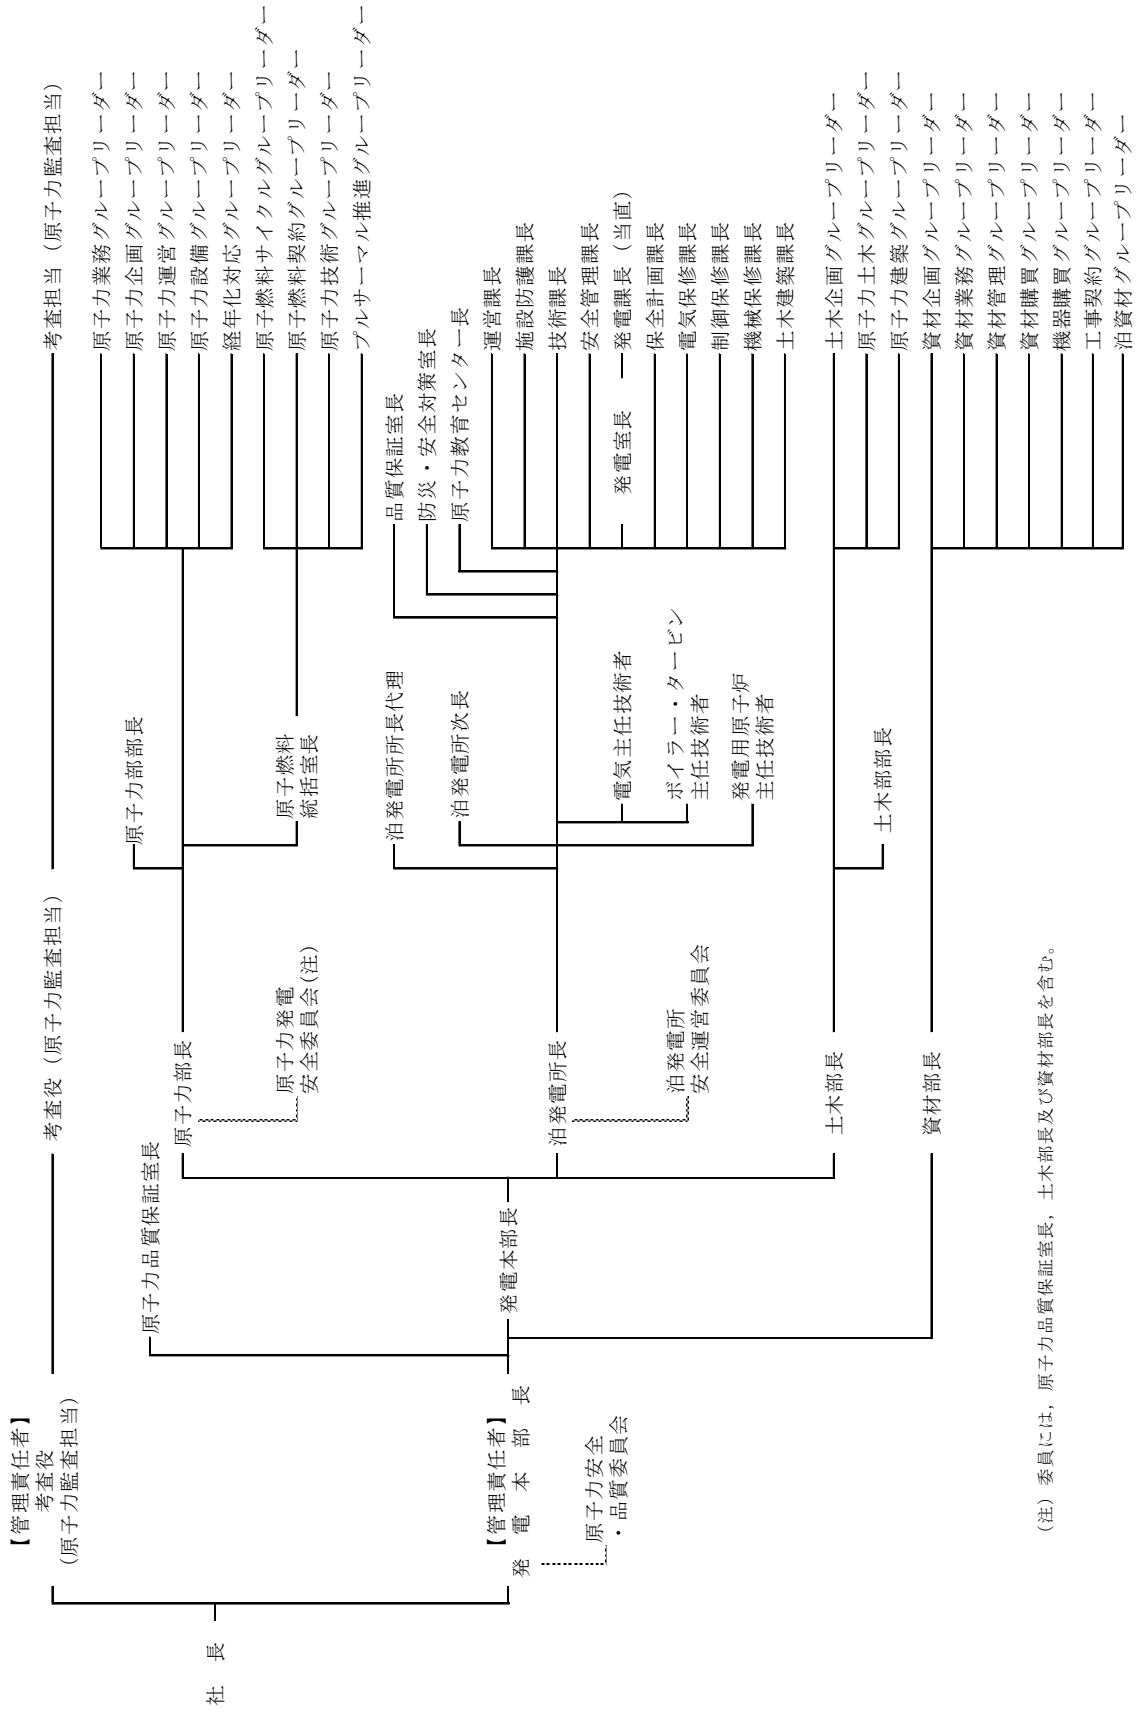 社　長
【管理責任者】
考査役
(原子力監査担当)
考査役（原子力監査担当）
考査担当（原子力監査担当）
【管理責任者】
発電本部長
原子力安全
・品質委員会
原子力品質保証室長
発電本部長
原子力部長
原子力発電
安全委員会(注)
原子力部部長
原子燃料
統括室長
原子力業務グループリーダー
原子力企画グループリーダー
原子力運営グループリーダー
原子力設備グループリーダー
経年化対応グループリーダー
原子燃料サイクルグループリーダー
原子燃料契約グループリーダー
原子力技術グループリーダー
プルサーマル推進グループリーダー
泊発電所長
泊発電所
安全運営委員会
泊発電所所長代理
泊発電所次長
電気主任技術者
ボイラー・タービン
主任技術者
発電用原子炉
主任技術者
品質保証室長
防災・安全対策室長
原子力教育センター長
運営課長
施設防護課長
技術課長
安全管理課長
発電室長
発電課長（当直）
保全計画課長
電気保修課長
制御保修課長
機械保修課長
土木建築課長
土木部長
土木部部長
土木企画グループリーダー
原子力土木グループリーダー
原子力建築グループリーダー
資材部長
資材企画グループリーダー
資材業務グループリーダー
資材管理グループリーダー
資材購買グループリーダー
機器購買グループリーダー
工事契約グループリーダー
泊資材グループリーダー
（注）委員には，原子力品質保証室長，土木部長及び資材部長を含む。